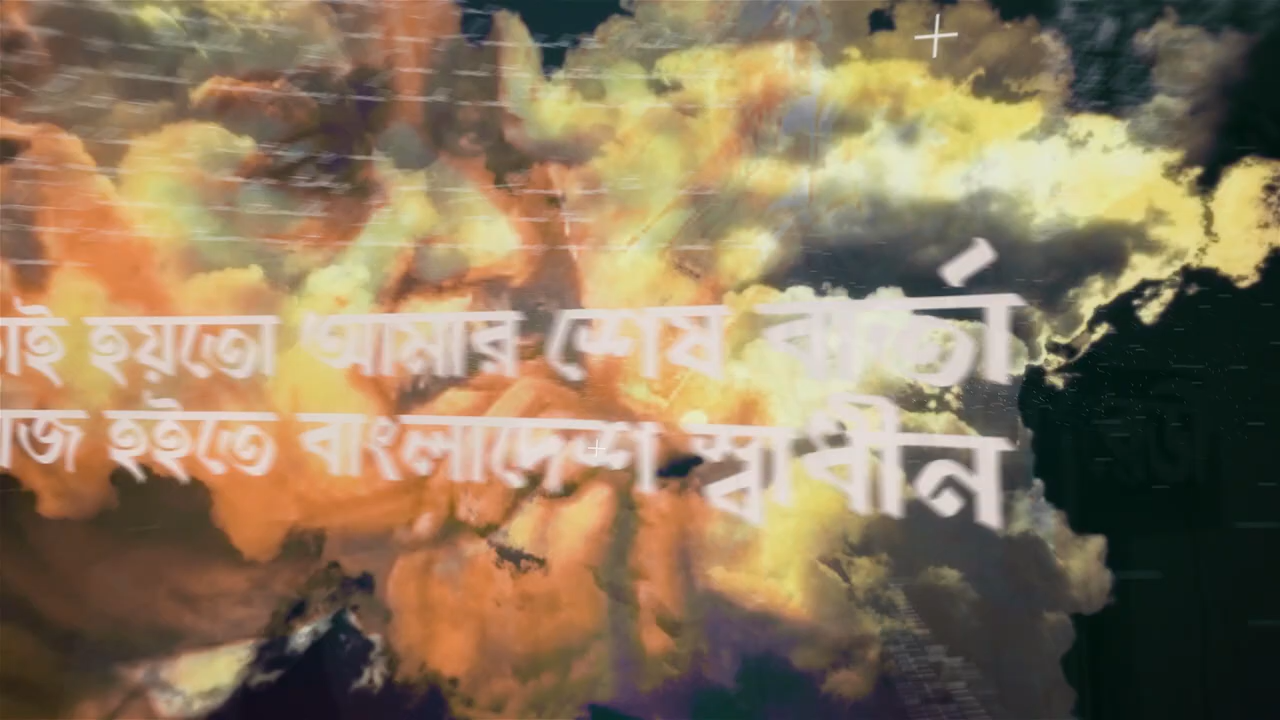 ই হয়তো আমার শেষ বার্তা
জ হইতে বাংলাদেশ স্বাধীন